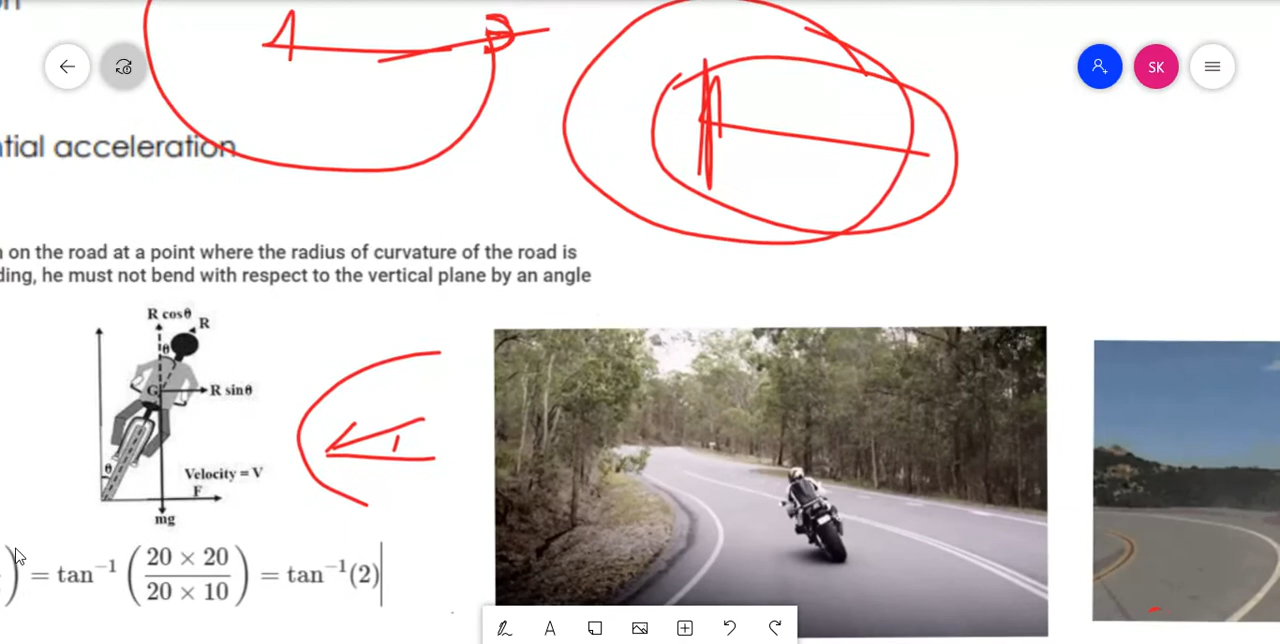 SK
ntial acceleration
on the road at a point where the radius of curvature of the road is
ding, he must not bend with respect to the vertical plane by an angle
R cosθ
R
θ
G
R sinθ
θ
Velocity = V
F
mg
) = tan⁻¹ (20 × 20 / 20 × 10) = tan⁻¹(2)
A